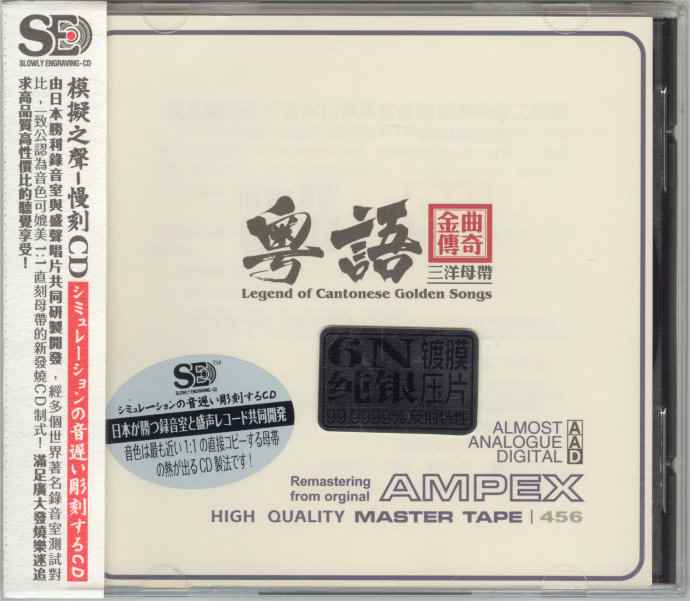 SED
SLOWLY ENGRAVING-CD
模擬之聲-慢刻CD
シミュレーションの音遅い彫刻するCD
由日本勝利錄音室與盛聲唱片共同研製開發，經多個世界著名錄音室測試對
比，一致公認為音色可媲美1:1直刻母帶的新發燒CD制式！滿足廣大發燒樂迷追
求高品質高性價比的聽覺享受！
粵語
金曲
傳奇
三洋母帶
Legend of Cantonese Golden Songs
6N 镀膜
纯银 压片
SED TM
SLOWLY ENGRAVING-CD
シミュレーションの音遅い彫刻するCD
日本が勝つ錄音室と盛声レコード共同開発
音色は最も近い1:1の直接コピーする母帯
の熱が出るCD製法です！
ALMOST A
ANALOGUE A
DIGITAL D
Remastering
from orginal AMPEX
HIGH QUALITY MASTER TAPE | 456